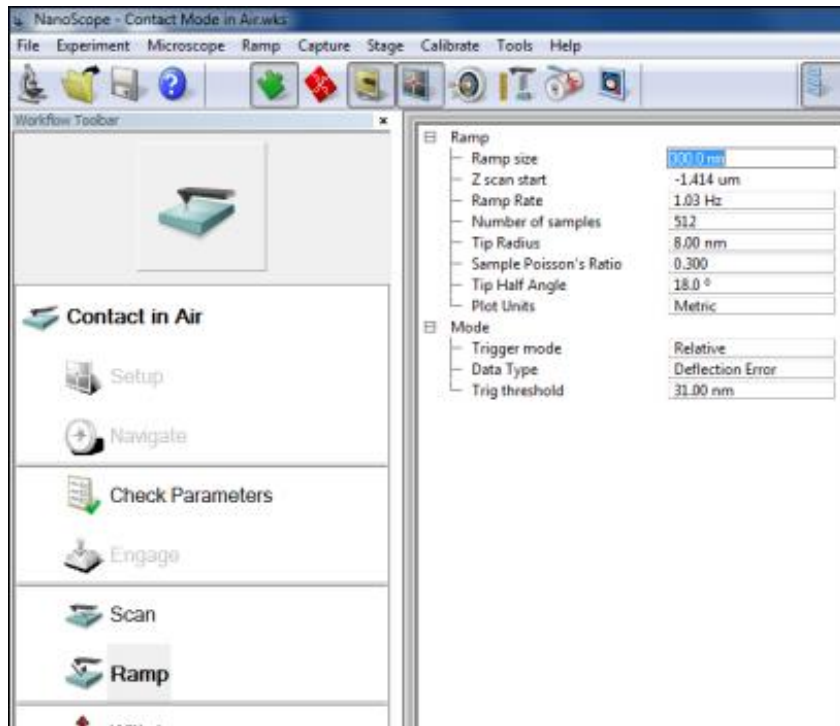 NanoScope - Contact Mode in Air.wks
File Experiment Microscope Ramp Capture Stage Calibrate Tools Help
Workflow Toolbar
Contact in Air
Setup
Navigate
Check Parameters
Engage
Scan
Ramp
Ramp
Ramp size
Z scan start -1.414 um
Ramp Rate 1.03 Hz
Number of samples 512
Tip Radius 8.00 nm
Sample Poisson's Ratio 0.300
Tip Half Angle 18.0 º
Plot Units Metric
Mode
Trigger mode Relative
Data Type Deflection Error
Trig threshold 31.00 nm